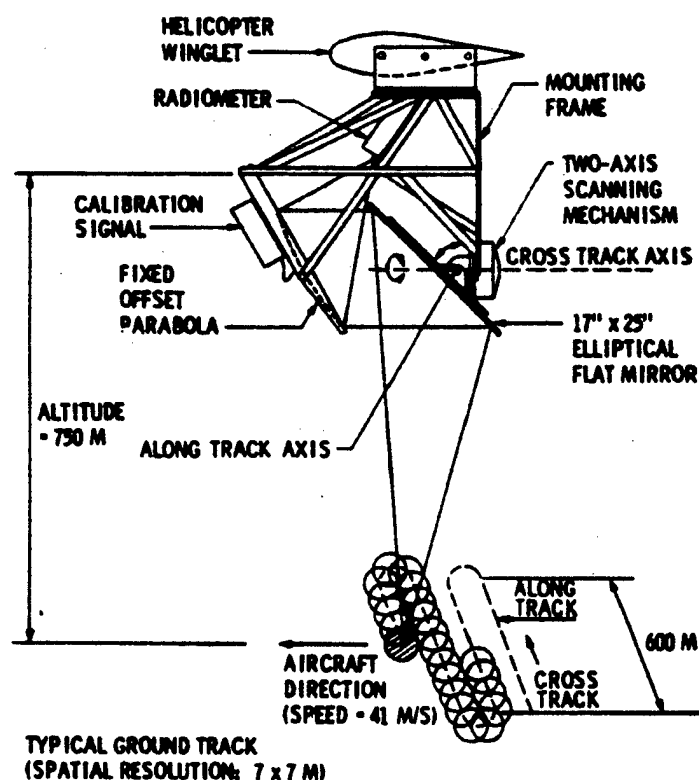 HELICOPTER
WINGLET
RADIOMETER
MOUNTING
FRAME
TWO-AXIS
SCANNING
MECHANISM
CALIBRATION
SIGNAL
CROSS TRACK AXIS
FIXED
OFFSET
PARABOLA
17" x 25"
ELLIPTICAL
FLAT MIRROR
ALTITUDE
= 750 M
ALONG TRACK AXIS
ALONG
TRACK
600 M
AIRCRAFT
DIRECTION
(SPEED = 41 M/S)
CROSS
TRACK
TYPICAL GROUND TRACK
(SPATIAL RESOLUTION: 7 x 7 M)